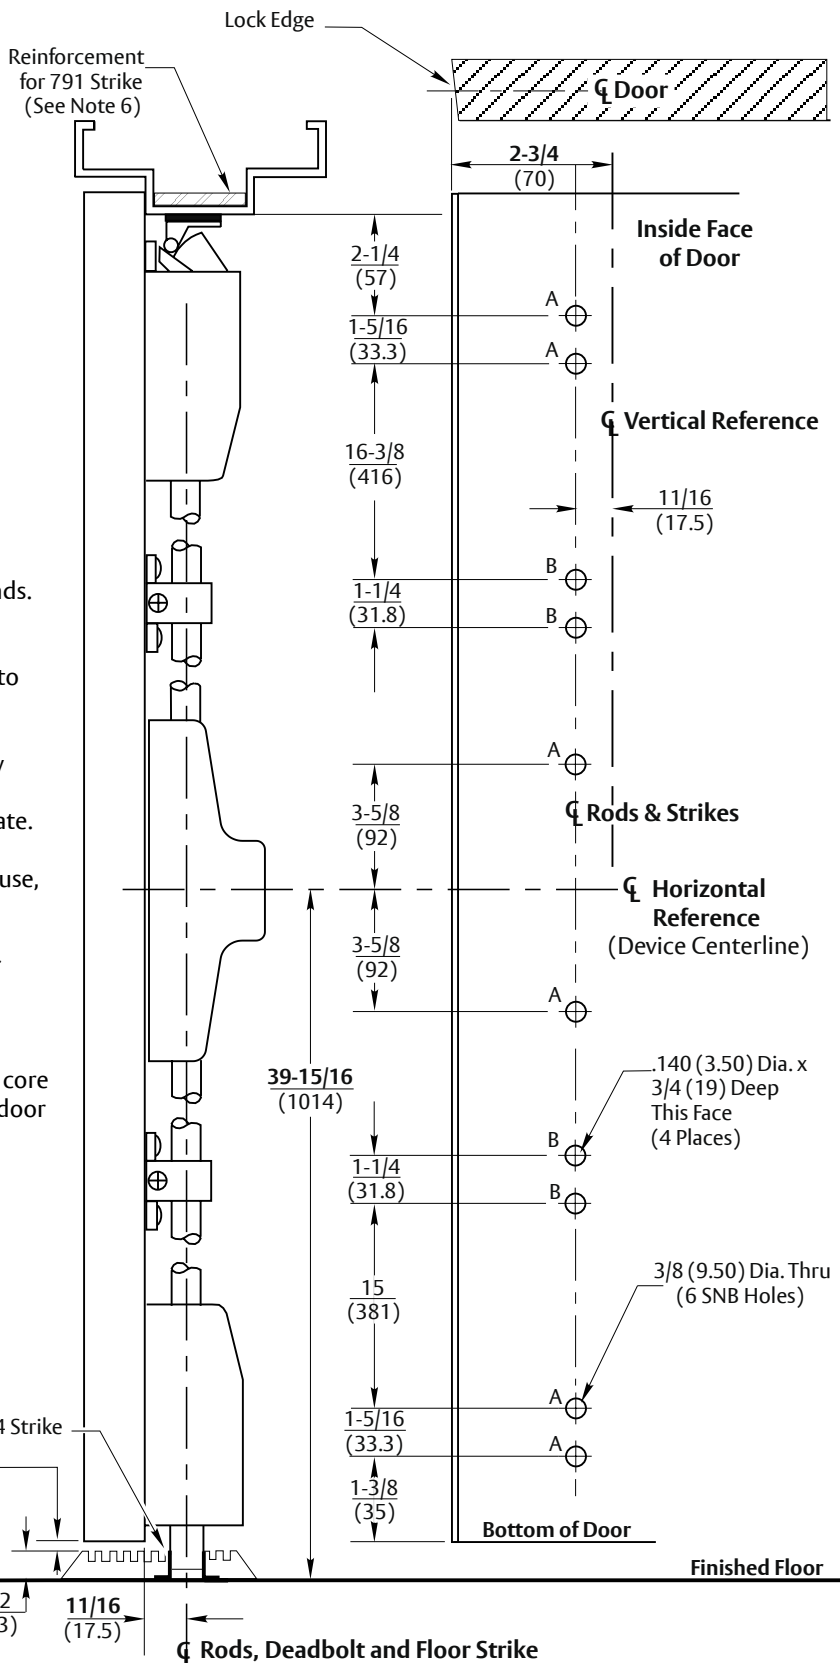 Lock Edge
Reinforcement
for 791 Strike
(See Note 6)
℄ Door
2-3/4
(70)
Inside Face
of Door
2-1/4
(57)
A
1-5/16
(33.3)
A
℄ Vertical Reference
16-3/8
(416)
11/16
(17.5)
B
1-1/4
(31.8)
B
to
A
3-5/8
(92)
℄ Rods & Strikes
℄ Horizontal
Reference
(Device Centerline)
3-5/8
(92)
A
39-15/16
(1014)
core
door
.140 (3.50) Dia. x
3/4 (19) Deep
This Face
(4 Places)
B
1-1/4
(31.8)
B
15
(381)
3/8 (9.50) Dia. Thru
(6 SNB Holes)
A
1-5/16
(33.3)
A
4 Strike
1-3/8
(35)
Bottom of Door
Finished Floor
11/16
(17.5)
℄ Rods, Deadbolt and Floor Strike